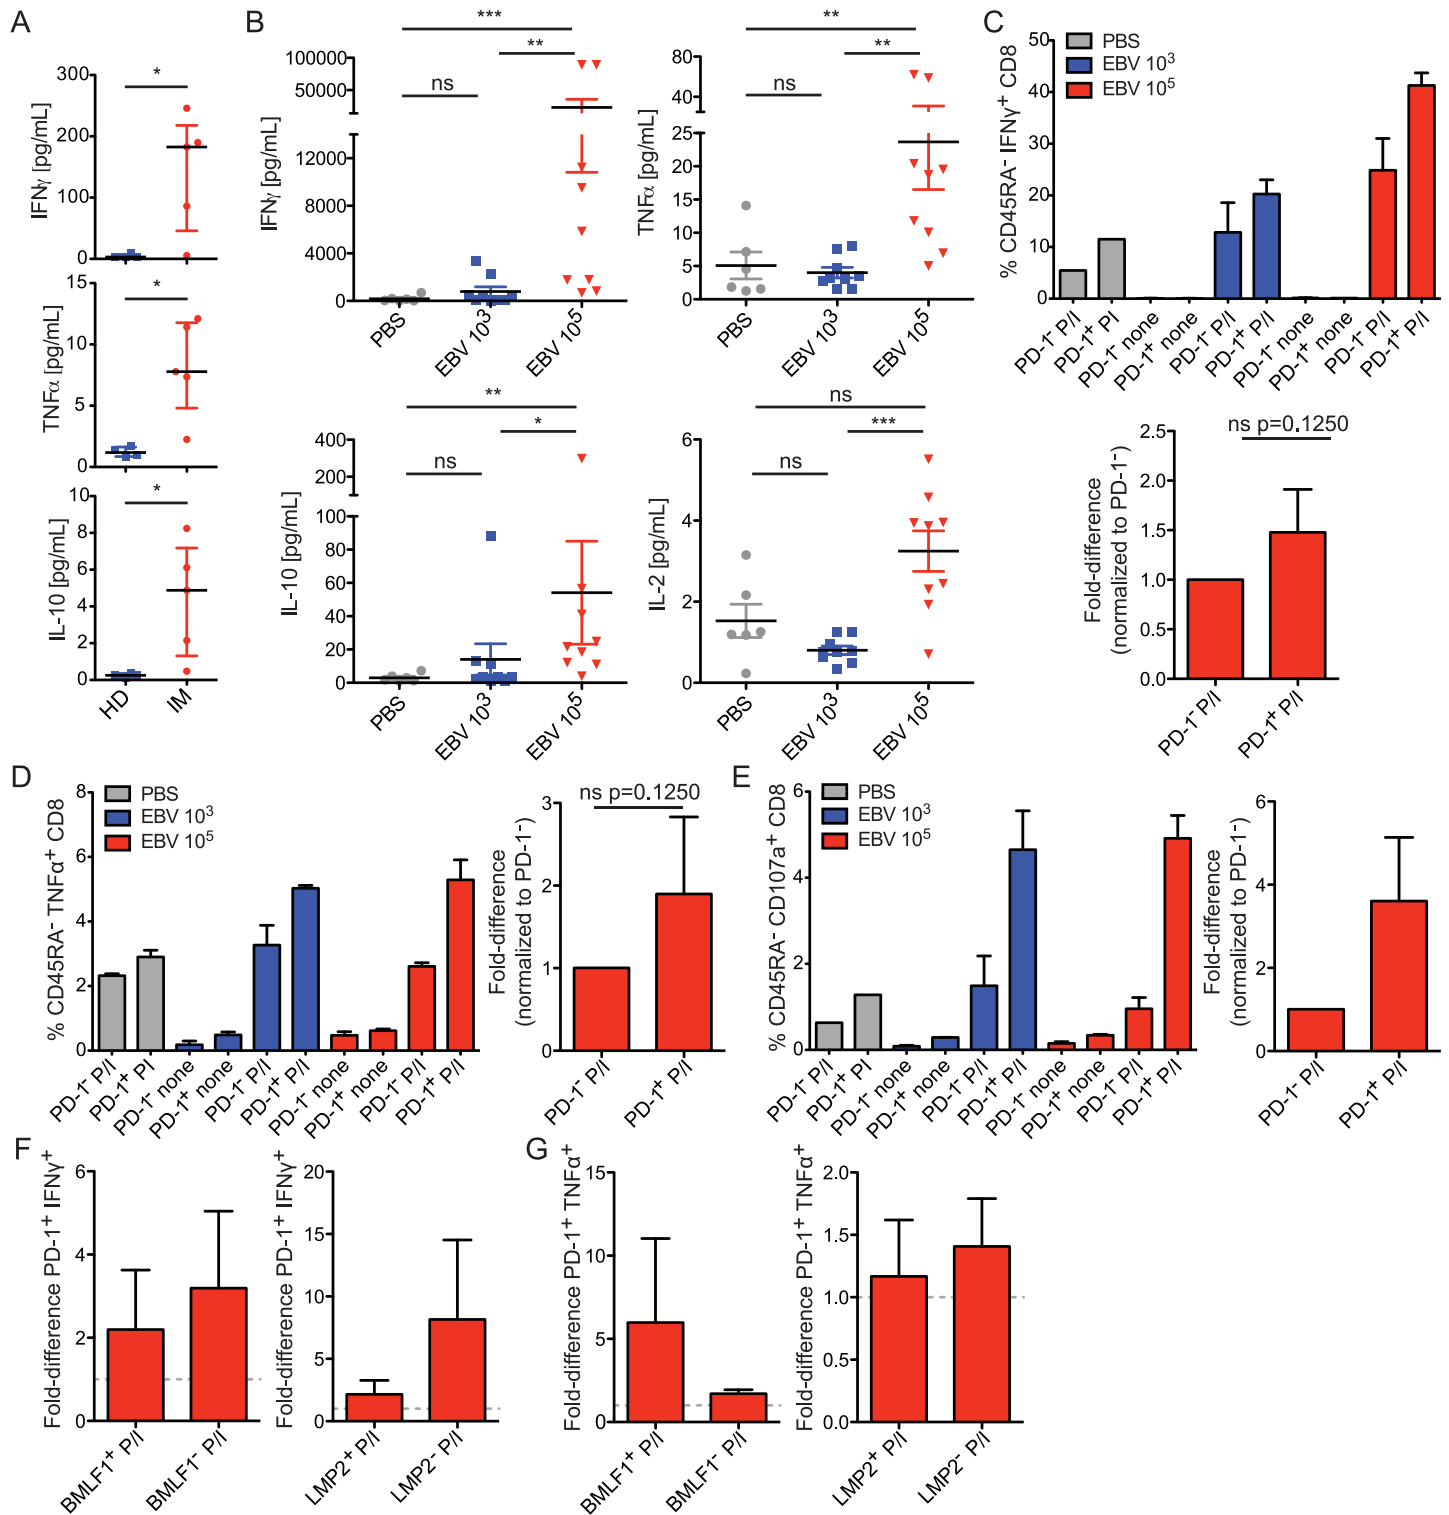 A
IFNγ [pg/mL]
300
200
100
0
*
TNFα [pg/mL]
15
10
5
0
*
IL-10 [pg/mL]
10
8
6
4
2
0
*
HD
IM
B
IFNγ [pg/mL]
100000
50000
12000
8000
4000
0
***
**
ns
PBS
EBV 10³
EBV 10⁵
TNFα [pg/mL]
80
40
25
20
15
10
5
0
**
**
ns
PBS
EBV 10³
EBV 10⁵
IL-10 [pg/mL]
400
200
100
80
60
40
20
0
**
*
ns
PBS
EBV 10³
EBV 10⁵
IL-2 [pg/mL]
6
4
2
0
ns
***
ns
PBS
EBV 10³
EBV 10⁵
C
% CD45RA⁻ IFNγ⁺ CD8
50
40
30
20
10
0
PBS
EBV 10³
EBV 10⁵
PD-1⁻ P/I
PD-1⁺ PI
PD-1⁻ none
PD-1⁺ none
PD-1⁻ P/I
PD-1⁺ P/I
PD-1⁻ none
PD-1⁺ none
PD-1⁻ P/I
PD-1⁺ P/I
Fold-difference
(normalized to PD-1⁻)
2.5
2.0
1.5
1.0
0.5
0.0
ns p=0.1250
PD-1⁻ P/I
PD-1⁺ P/I
D
% CD45RA⁻ TNFα⁺ CD8
8
6
4
2
0
PBS
EBV 10³
EBV 10⁵
PD-1⁻ P/I
PD-1⁺ PI
PD-1⁻ none
PD-1⁺ none
PD-1⁻ P/I
PD-1⁺ P/I
PD-1⁻ none
PD-1⁺ none
PD-1⁻ P/I
PD-1⁺ P/I
Fold-difference
(normalized to PD-1⁻)
3
2
1
0
ns p=0.1250
PD-1⁻ P/I
PD-1⁺ P/I
E
% CD45RA⁻ CD107a⁺ CD8
6
4
2
0
PBS
EBV 10³
EBV 10⁵
PD-1⁻ P/I
PD-1⁺ PI
PD-1⁻ none
PD-1⁺ none
PD-1⁻ P/I
PD-1⁺ P/I
PD-1⁻ none
PD-1⁺ none
PD-1⁻ P/I
PD-1⁺ P/I
Fold-difference
(normalized to PD-1⁻)
6
4
2
0
PD-1⁻ P/I
PD-1⁺ P/I
F
Fold-difference PD-1⁺ IFNγ⁺
6
4
2
0
BMLF1⁺ P/I
BMLF1⁻ P/I
Fold-difference PD-1⁺ IFNγ⁺
20
15
10
5
0
LMP2⁺ P/I
LMP2⁻ P/I
G
Fold-difference PD-1⁺ TNFα⁺
15
10
5
0
BMLF1⁺ P/I
BMLF1⁻ P/I
Fold-difference PD-1⁺ TNFα⁺
2.0
1.5
1.0
0.5
0.0
LMP2⁺ P/I
LMP2⁻ P/I